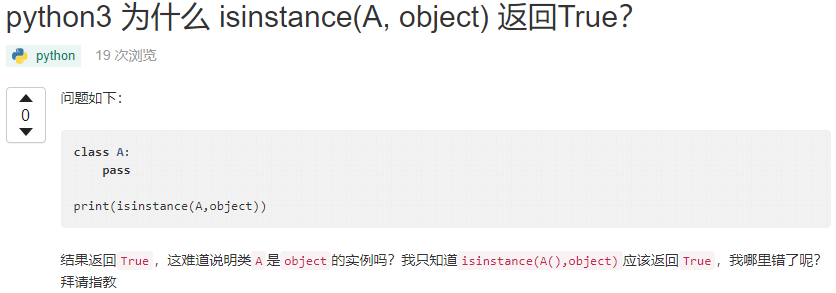 python3 为什么 isinstance(A, object) 返回True?
python 19 次浏览
0
问题如下：
class A:
    pass
print(isinstance(A,object))
结果返回 True ，这难道说明类 A 是 object 的实例吗？我只知道 isinstance(A(),object) 应该返回 True ，我哪里错了呢？
拜请指教